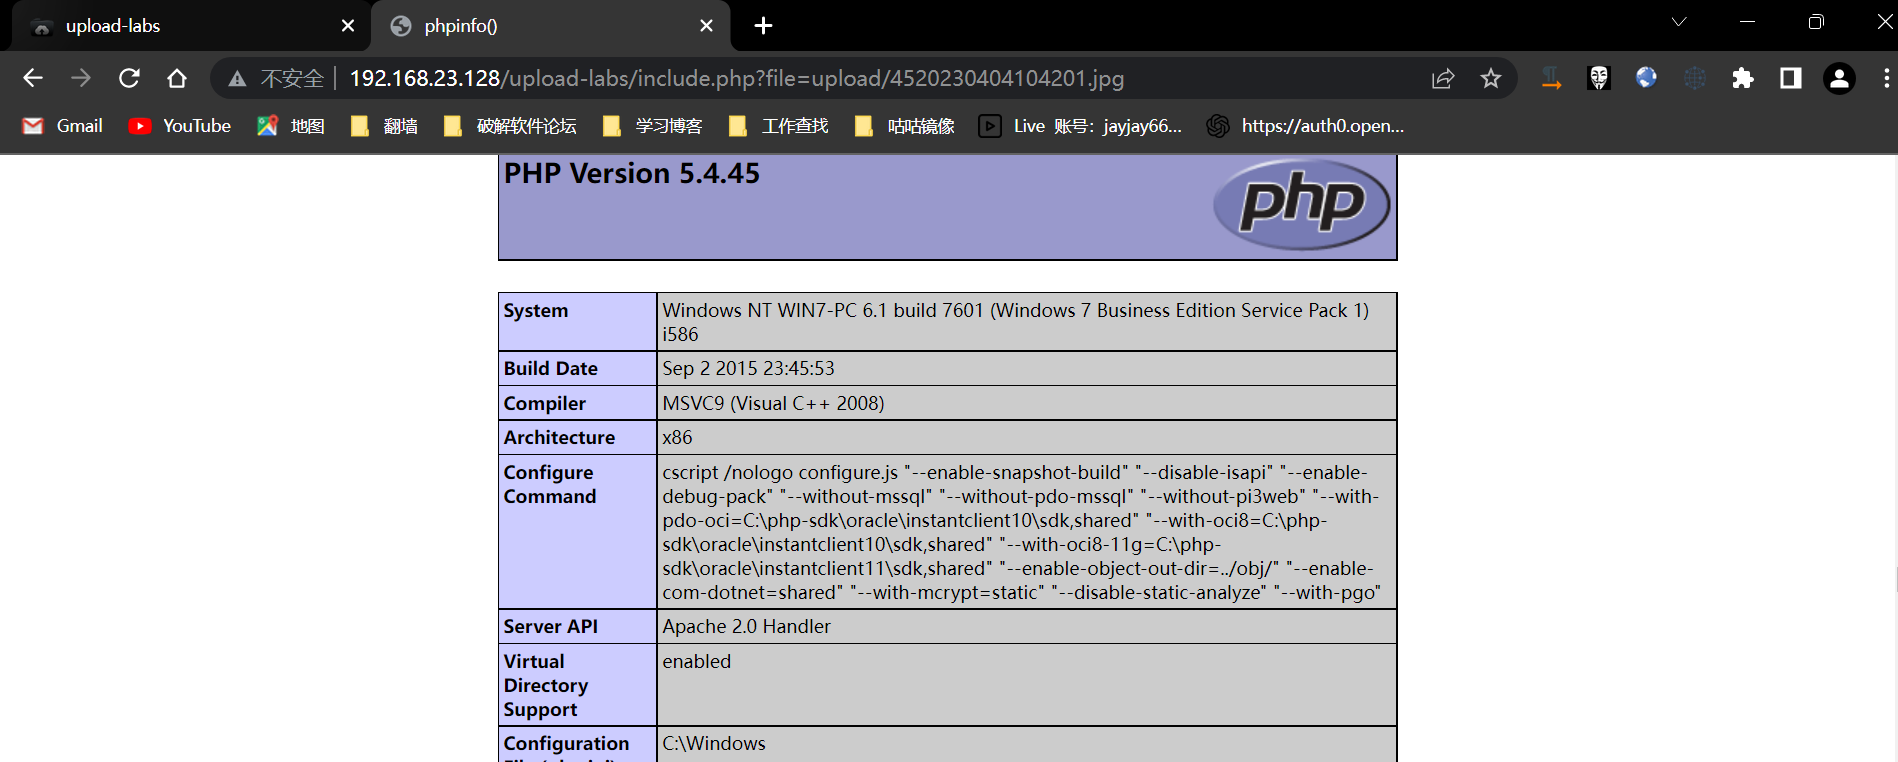 upload-labs
phpinfo()
不安全 192.168.23.128/upload-labs/include.php?file=upload/4520230404104201.jpg
Gmail YouTube 地图 翻墙 破解软件论坛 学习博客 工作查找 咕咕镜像 Live 账号：jayjay66... https://auth0.open...
PHP Version 5.4.45
php
System
Windows NT WIN7-PC 6.1 build 7601 (Windows 7 Business Edition Service Pack 1)
i586
Build Date
Sep 2 2015 23:45:53
Compiler
MSVC9 (Visual C++ 2008)
Architecture
x86
Configure
Command
cscript /nologo configure.js "--enable-snapshot-build" "--disable-isapi" "--enable-
debug-pack" "--without-mssql" "--without-pdo-mssql" "--without-pi3web" "--with-
pdo-oci=C:\php-sdk\oracle\instantclient10\sdk,shared" "--with-oci8=C:\php-
sdk\oracle\instantclient10\sdk,shared" "--with-oci8-11g=C:\php-
sdk\oracle\instantclient11\sdk,shared" "--enable-object-out-dir=../obj/" "--enable-
com-dotnet=shared" "--with-mcrypt=static" "--disable-static-analyze" "--with-pgo"
Server API
Apache 2.0 Handler
Virtual
Directory
Support
enabled
Configuration
C:\Windows